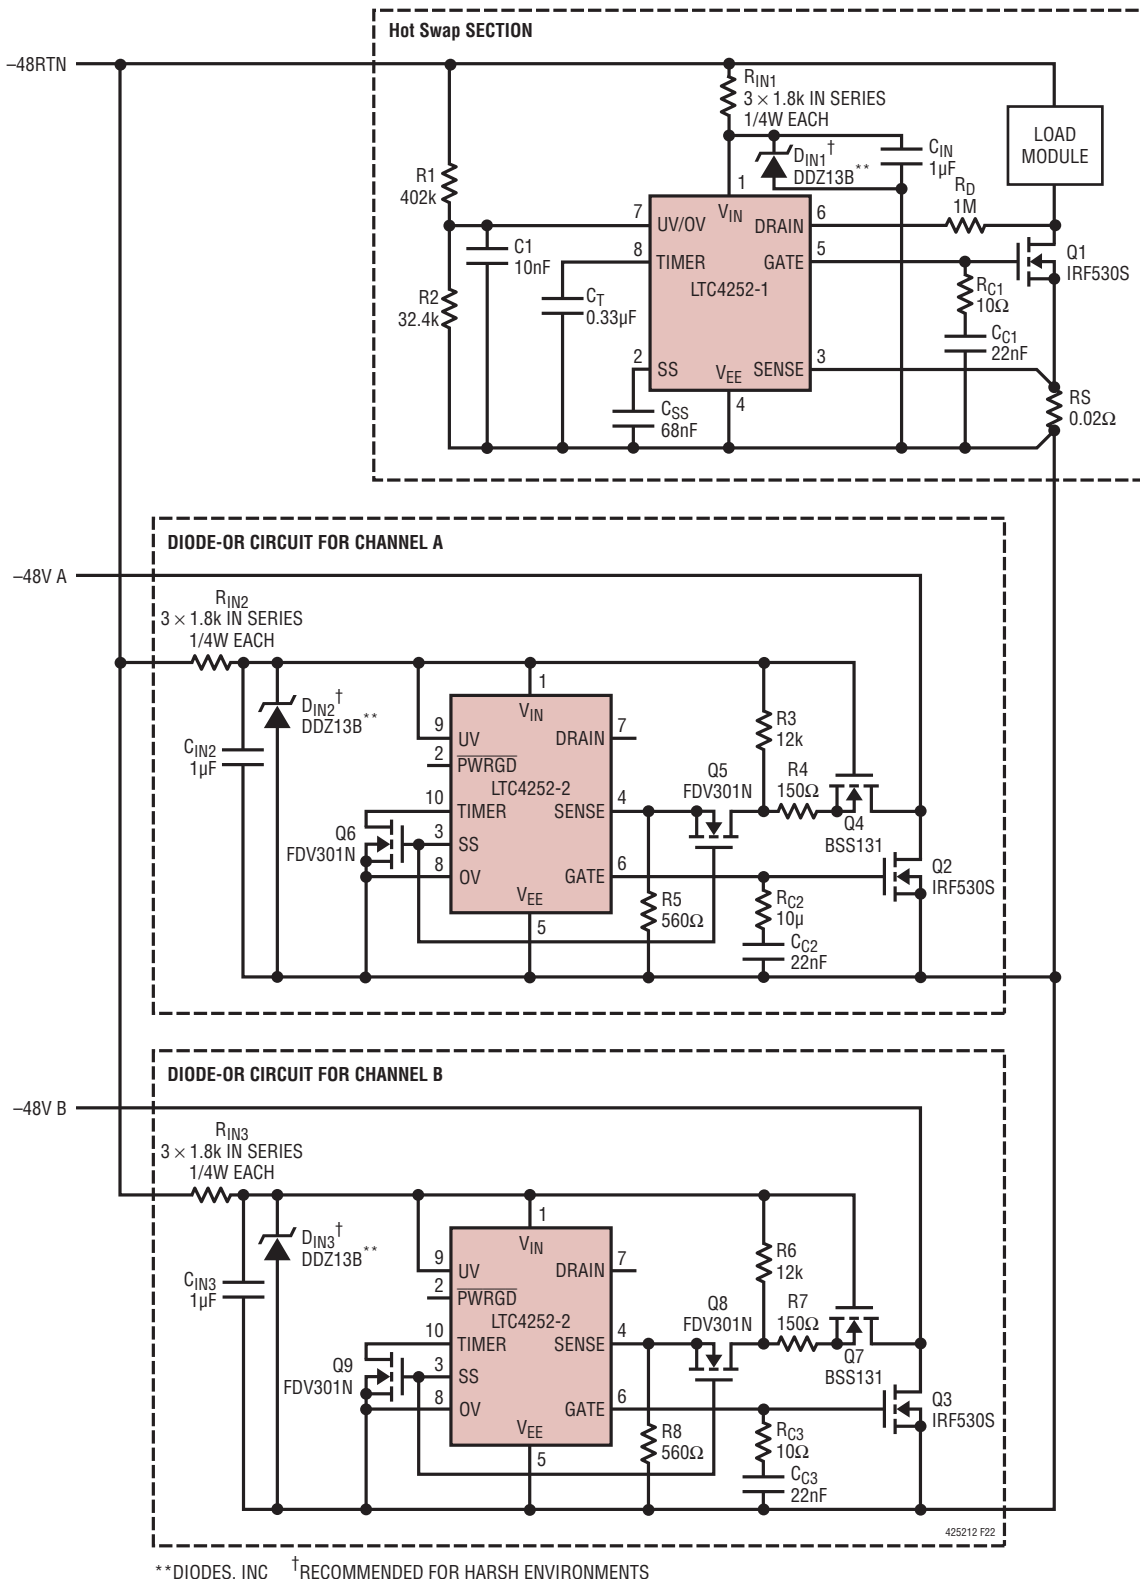 Hot Swap SECTION
–48RTN
RIN1
3 × 1.8k IN SERIES
1/4W EACH
LOAD
MODULE
DIN1†
DDZ13B**
CIN
1µF
R1
402k
1
RD
1M
7
UV/OV
VIN
DRAIN
6
C1
10nF
8
TIMER
GATE
5
Q1
IRF530S
LTC4252-1
R2
32.4k
CT
0.33µF
RC1
10Ω
CC1
22nF
2
SS
VEE
SENSE
3
4
CSS
68nF
RS
0.02Ω
DIODE-OR CIRCUIT FOR CHANNEL A
–48V A
RIN2
3 × 1.8k IN SERIES
1/4W EACH
DIN2†
DDZ13B**
CIN2
1µF
1
VIN
9
UV
DRAIN
7
2
PWRGD
LTC4252-2
10
TIMER
SENSE
4
3
SS
8
OV
GATE
6
VEE
5
Q6
FDV301N
R3
12k
Q5
FDV301N
R4
150Ω
Q4
BSS131
Q2
IRF530S
R5
560Ω
RC2
10µ
CC2
22nF
DIODE-OR CIRCUIT FOR CHANNEL B
–48V B
RIN3
3 × 1.8k IN SERIES
1/4W EACH
DIN3†
DDZ13B**
CIN3
1µF
1
VIN
9
UV
DRAIN
7
2
PWRGD
LTC4252-2
10
TIMER
SENSE
4
3
SS
8
OV
GATE
6
VEE
5
Q9
FDV301N
R6
12k
Q8
FDV301N
R7
150Ω
Q7
BSS131
Q3
IRF530S
R8
560Ω
RC3
10Ω
CC3
22nF
425212 F22
**DIODES, INC †RECOMMENDED FOR HARSH ENVIRONMENTS